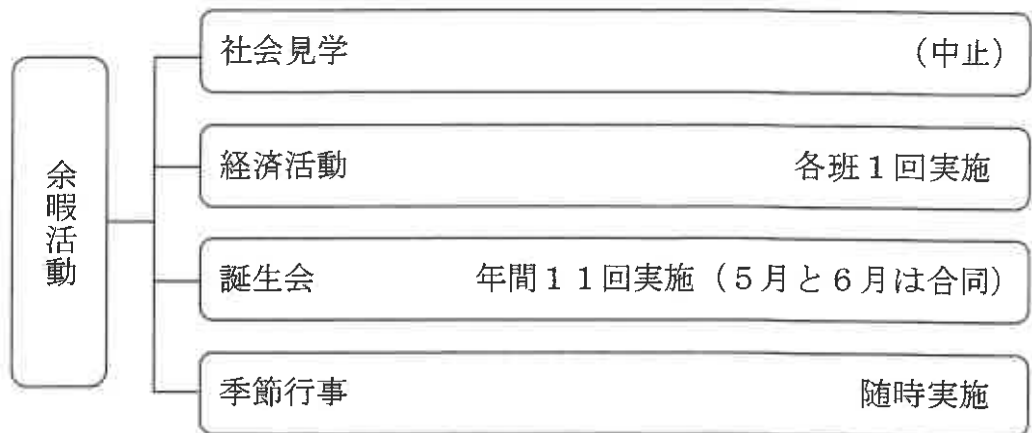 余暇活動
社会見学 (中止)
経済活動 各班1回実施
誕生会 年間11回実施(5月と6月は合同)
季節行事 随時実施